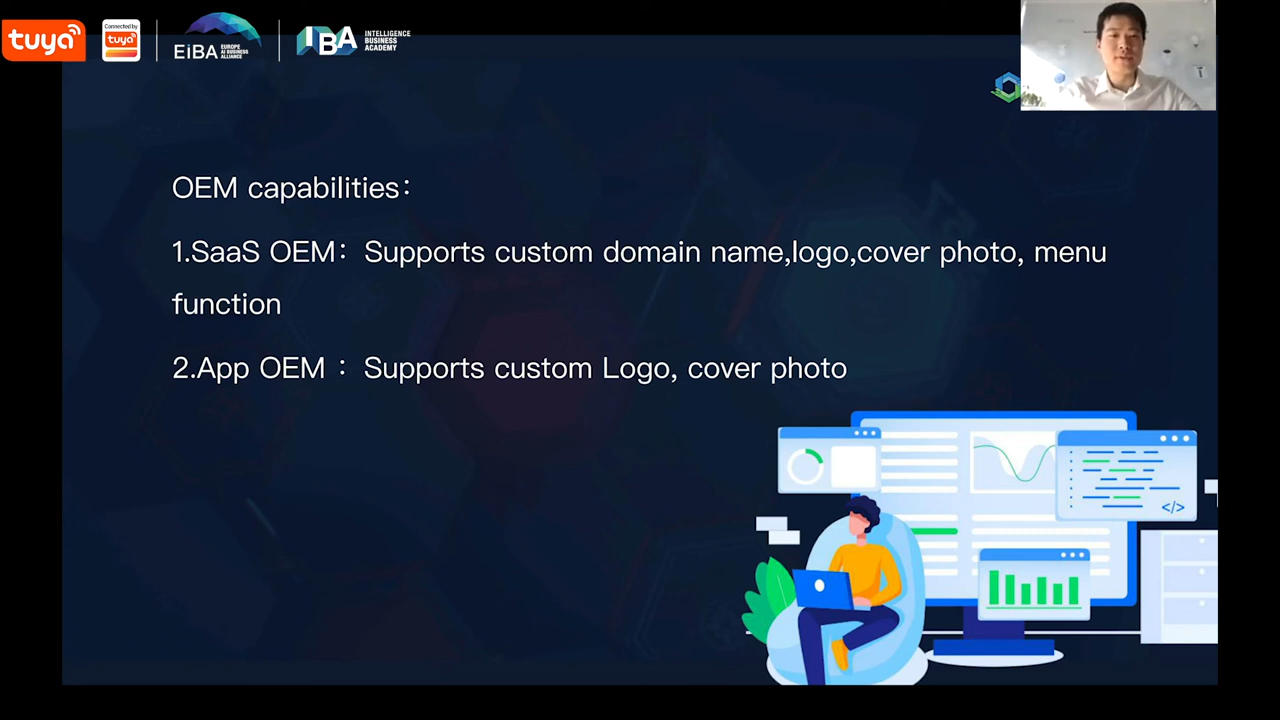 tuya
Connected by
tuya
EiBA EUROPE
AI BUSINESS
ALLIANCE
IBA INTELLIGENCE
BUSINESS
ACADEMY
OEM capabilities：
1.SaaS OEM：Supports custom domain name,logo,cover photo, menu
function
2.App OEM ：Supports custom Logo, cover photo
</>